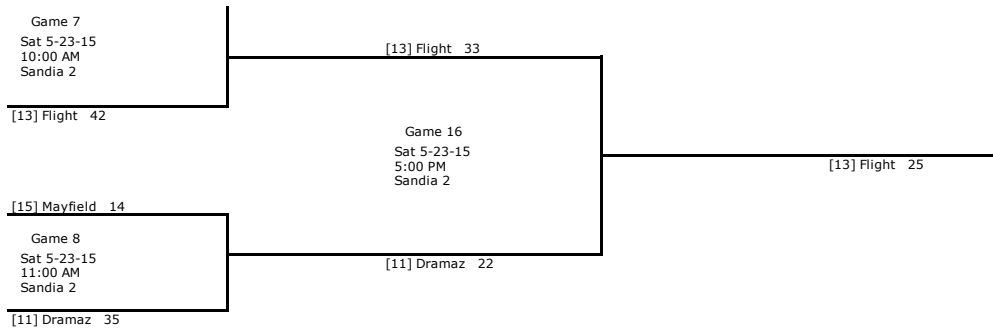 Game 7
Sat 5-23-15
10:00 AM
Sandia 2
[13] Flight 42
[13] Flight 33
Game 16
Sat 5-23-15
5:00 PM
Sandia 2
[13] Flight 25
[15] Mayfield 14
Game 8
Sat 5-23-15
11:00 AM
Sandia 2
[11] Dramaz 35
[11] Dramaz 22